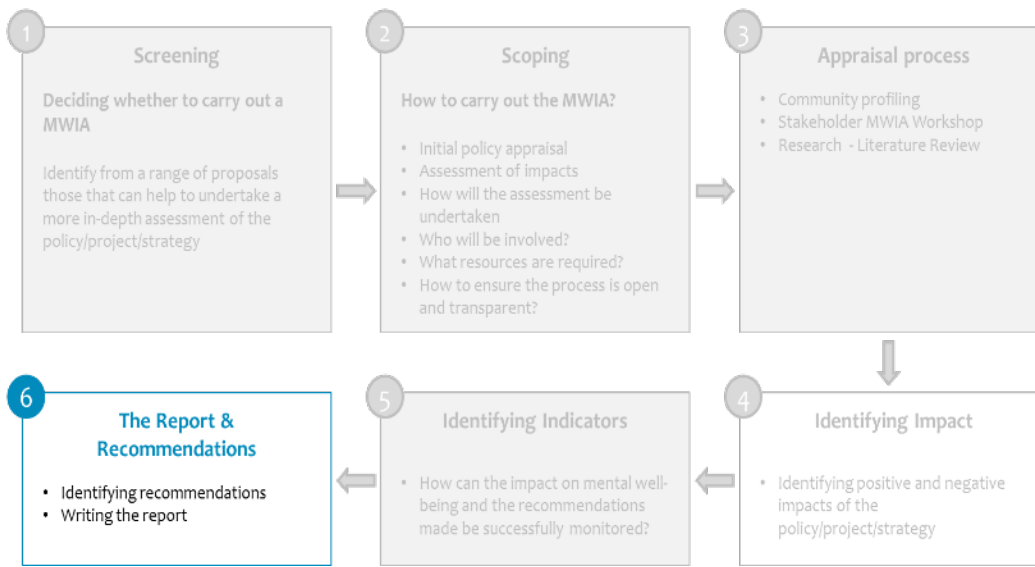 1
Screening
Deciding whether to carry out a
MWIA
Identify from a range of proposals
those that can help to undertake a
more in-depth assessment of the
policy/project/strategy
2
Scoping
How to carry out the MWIA?
• Initial policy appraisal
• Assessment of impacts
• How will the assessment be
undertaken
• Who will be involved?
• What resources are required?
• How to ensure the process is open
and transparent?
3
Appraisal process
• Community profiling
• Stakeholder MWIA Workshop
• Research - Literature Review
4
Identifying Impact
• Identifying positive and negative
impacts of the
policy/project/strategy
5
Identifying Indicators
• How can the impact on mental well-
being and the recommendations
made be successfully monitored?
6
The Report &
Recommendations
• Identifying recommendations
• Writing the report